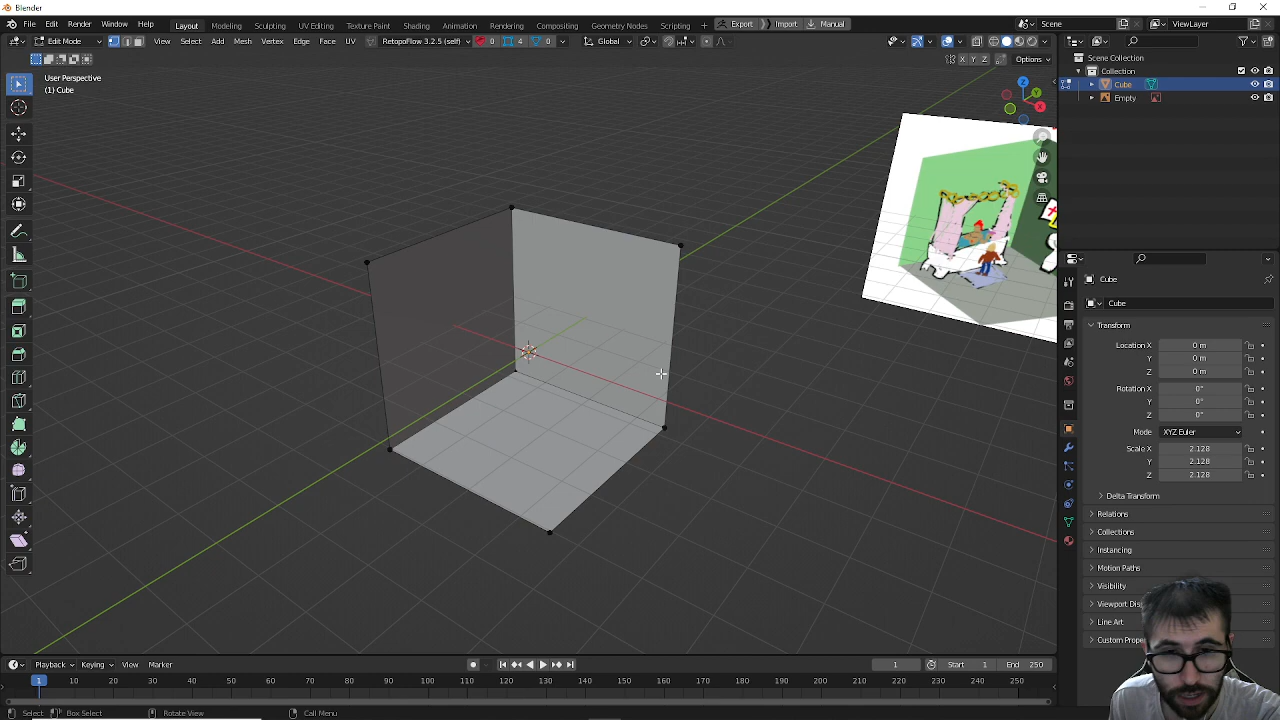 Blender
File Edit Render Window Help Layout Modeling Sculpting UV Editing Texture Paint Shading Animation Rendering Compositing Geometry Nodes Scripting + Export Import Manual Scene ViewLayer
Edit Mode View Select Add Mesh Vertex Edge Face UV RetopoFlow 3.2.5 (self) 0 4 0 Global
X Y Z Options
User Perspective
(1) Cube
Z
Y
X
Scene Collection
Collection
Cube
Empty
Cube
Cube
Transform
Location X 0 m
Y 0 m
Z 0 m
Rotation X 0°
Y 0°
Z 0°
Mode XYZ Euler
Scale X 2.128
Y 2.128
Z 2.128
Delta Transform
Relations
Collections
Instancing
Motion Paths
Visibility
Viewport Disp
Line Art
Custom Prope
Playback Keying View Marker 1 Start 1 End 250
1 10 20 30 40 50 60 70 80 90 100 110 120 130 140 150 160 170 180 190 200 210 220 230 240 250
Select Box Select Rotate View Call Menu